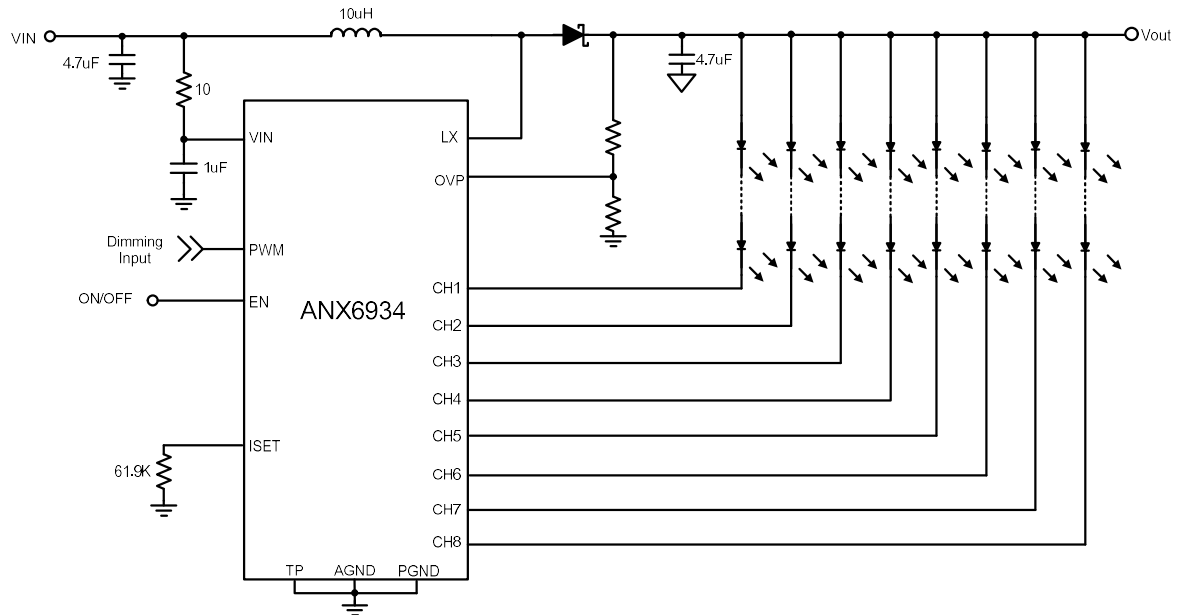 10uH
VIN
Vout
4.7uF
4.7uF
10
VIN
LX
1uF
OVP
Dimming
Input
PWM
CH1
ON/OFF
EN
ANX6934
CH2
CH3
CH4
CH5
ISET
CH6
61.9K
CH7
CH8
TP
AGND
PGND